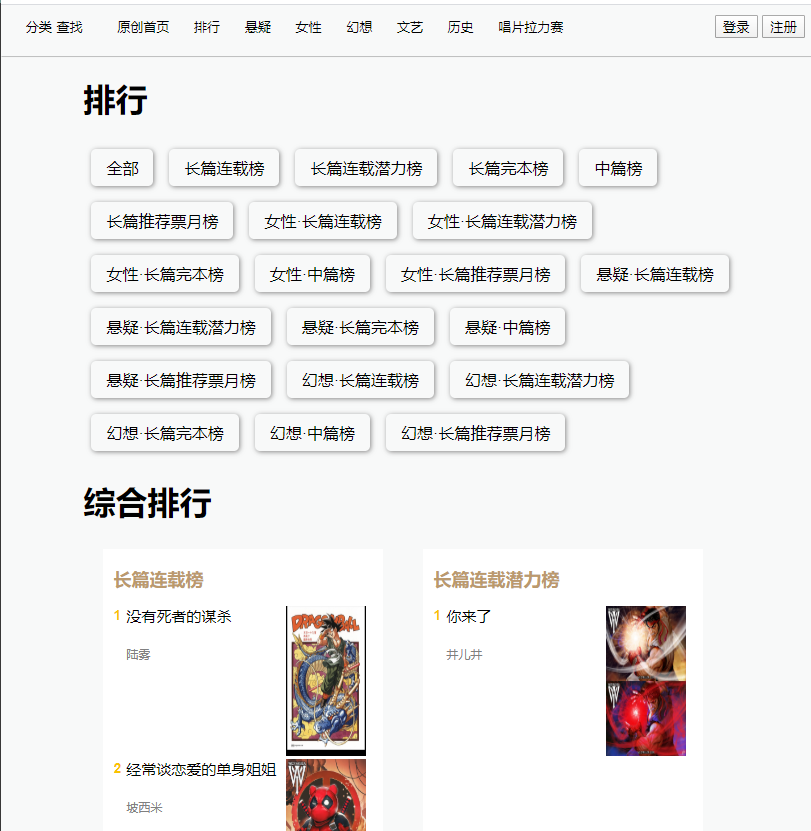 分类 查找 原创首页 排行 悬疑 女性 幻想 文艺 历史 唱片拉力赛 登录 注册
排行
全部 长篇连载榜 长篇连载潜力榜 长篇完本榜 中篇榜
长篇推荐票月榜 女性·长篇连载榜 女性·长篇连载潜力榜
女性·长篇完本榜 女性·中篇榜 女性·长篇推荐票月榜 悬疑·长篇连载榜
悬疑·长篇连载潜力榜 悬疑·长篇完本榜 悬疑·中篇榜
悬疑·长篇推荐票月榜 幻想·长篇连载榜 幻想·长篇连载潜力榜
幻想·长篇完本榜 幻想·中篇榜 幻想·长篇推荐票月榜
综合排行
长篇连载榜
1 没有死者的谋杀
陆雾
DRAGON BALL
2 经常谈恋爱的单身姐姐
坡西米
长篇连载潜力榜
1 你来了
井儿井